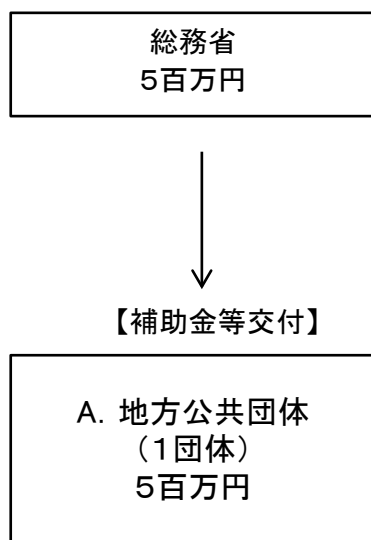 総務省
5百万円
【補助金等交付】
A. 地方公共団体
（1団体）
5百万円